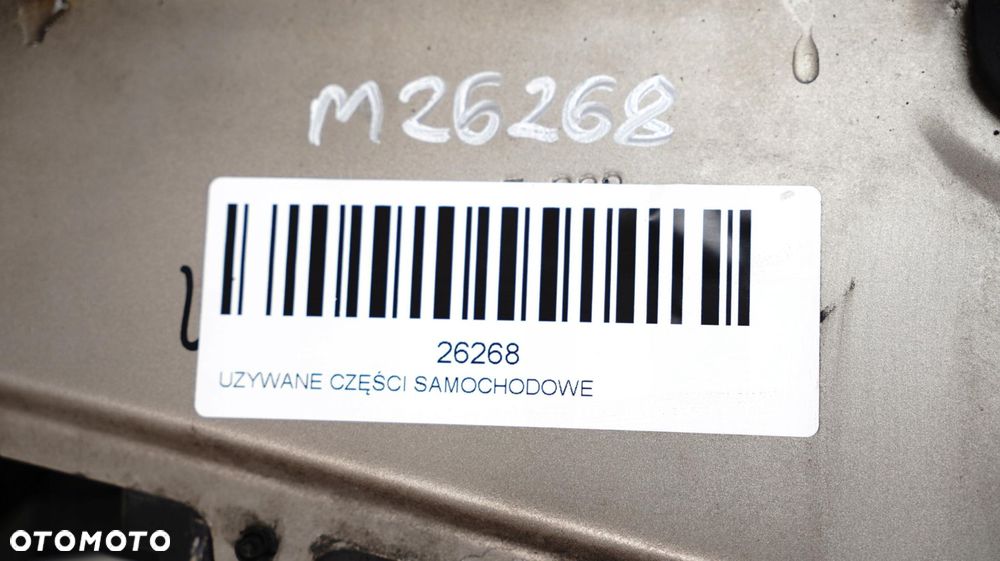 M26268
26268
UZYWANE CZĘŚCI SAMOCHODOWE
OTOMOTO